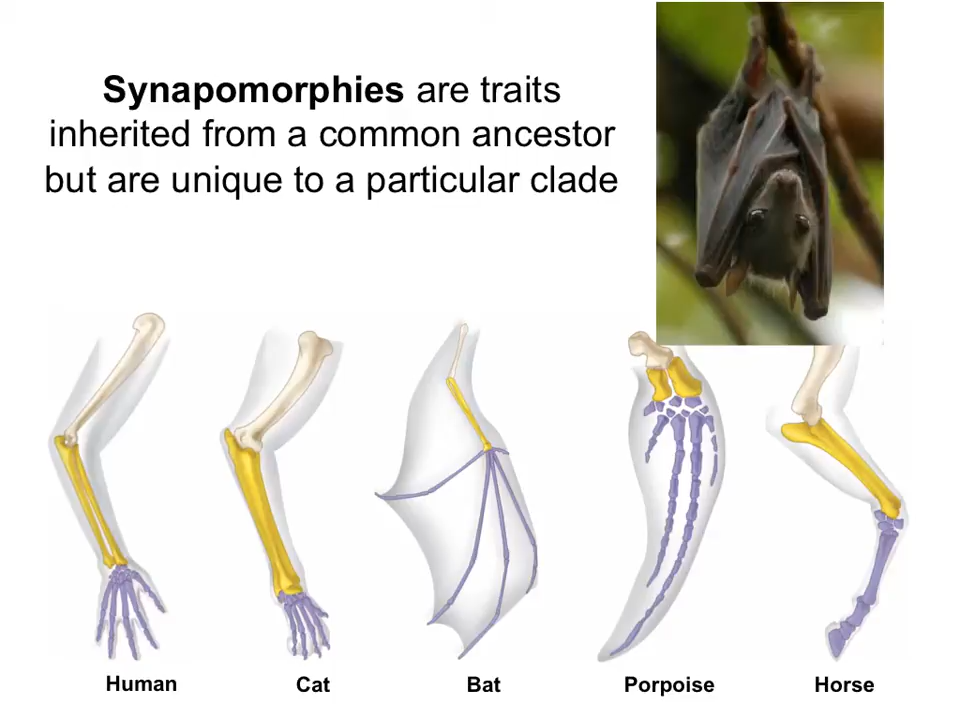 Synapomorphies are traits
inherited from a common ancestor
but are unique to a particular clade
Human
Cat
Bat
Porpoise
Horse